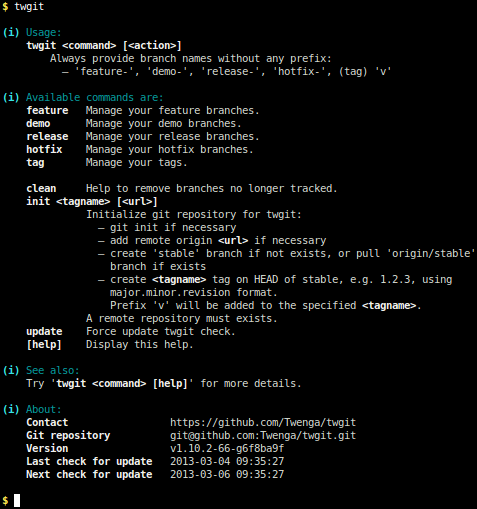 $ twgit
(i) Usage:
twgit <command> [<action>]
Always provide branch names without any prefix:
– 'feature-', 'demo-', 'release-', 'hotfix-', (tag) 'v'
(i) Available commands are:
feature Manage your feature branches.
demo Manage your demo branches.
release Manage your release branches.
hotfix Manage your hotfix branches.
tag Manage your tags.
clean Help to remove branches no longer tracked.
init <tagname> [<url>]
Initialize git repository for twgit:
– git init if necessary
– add remote origin <url> if necessary
– create 'stable' branch if not exists, or pull 'origin/stable'
branch if exists
– create <tagname> tag on HEAD of stable, e.g. 1.2.3, using
major.minor.revision format.
Prefix 'v' will be added to the specified <tagname>.
A remote repository must exists.
update Force update twgit check.
[help] Display this help.
(i) See also:
Try 'twgit <command> [help]' for more details.
(i) About:
Contact https://github.com/Twenga/twgit
Git repository git@github.com:Twenga/twgit.git
Version v1.10.2-66-g6f8ba9f
Last check for update 2013-03-04 09:35:27
Next check for update 2013-03-06 09:35:27
$